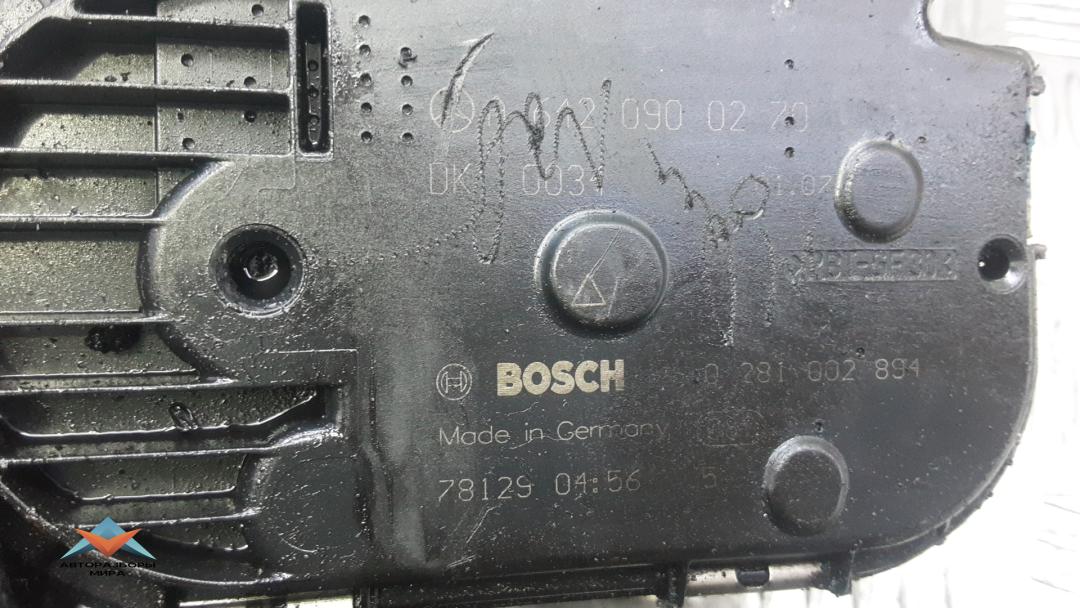 642 090 02 70
DK 0031
BOSCH 0 281 002 894
Made in Germany
78129 04:56 5
АВТОРАЗБОРЫ
МИРА